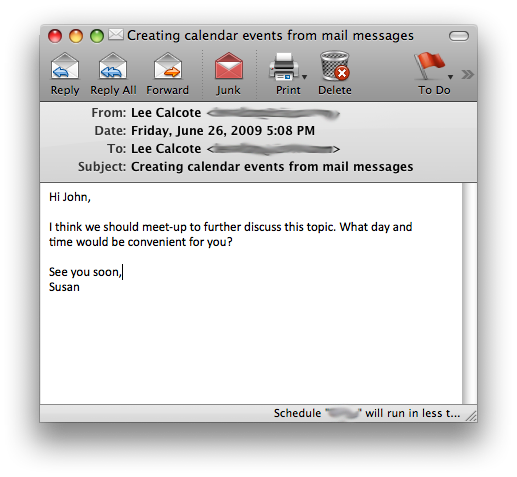 Creating calendar events from mail messages
Reply Reply All Forward Junk Print Delete To Do
From: Lee Calcote <
Date: Friday, June 26, 2009 5:08 PM
To: Lee Calcote < >
Subject: Creating calendar events from mail messages
Hi John,
I think we should meet-up to further discuss this topic. What day and
time would be convenient for you?
See you soon,
Susan
Schedule " " will run in less t...